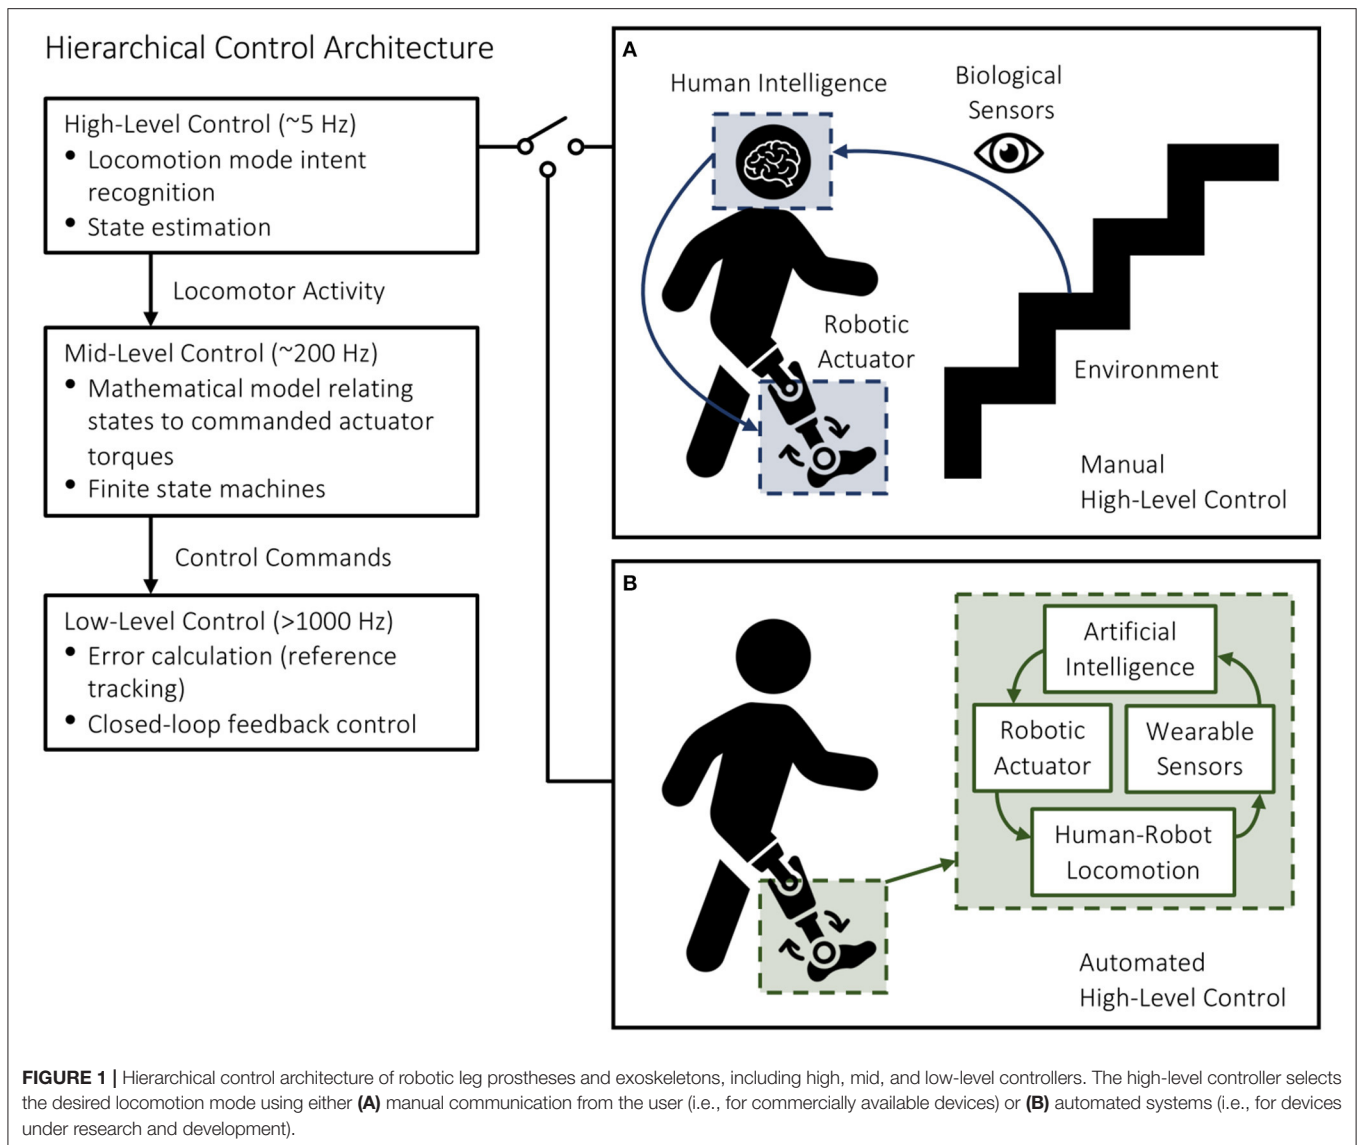 Hierarchical Control Architecture
High-Level Control (~5 Hz)
• Locomotion mode intent
recognition
• State estimation
Locomotor Activity
Mid-Level Control (~200 Hz)
• Mathematical model relating
states to commanded actuator
torques
• Finite state machines
Control Commands
Low-Level Control (>1000 Hz)
• Error calculation (reference
tracking)
• Closed-loop feedback control
A
Human Intelligence
Biological
Sensors
Robotic
Actuator
Environment
Manual
High-Level Control
B
Artificial
Intelligence
Robotic
Actuator
Wearable
Sensors
Human-Robot
Locomotion
Automated
High-Level Control
FIGURE 1 | Hierarchical control architecture of robotic leg prostheses and exoskeletons, including high, mid, and low-level controllers. The high-level controller selects
the desired locomotion mode using either (A) manual communication from the user (i.e., for commercially available devices) or (B) automated systems (i.e., for devices
under research and development).